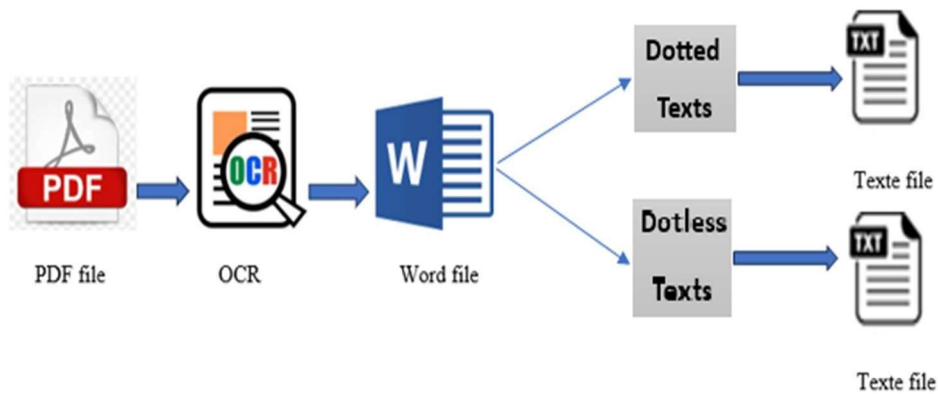 PDF
PDF file
OCR
OCR
W
Word file
Dotted
Texts
TXT
Texte file
Dotless
Texts
TXT
Texte file